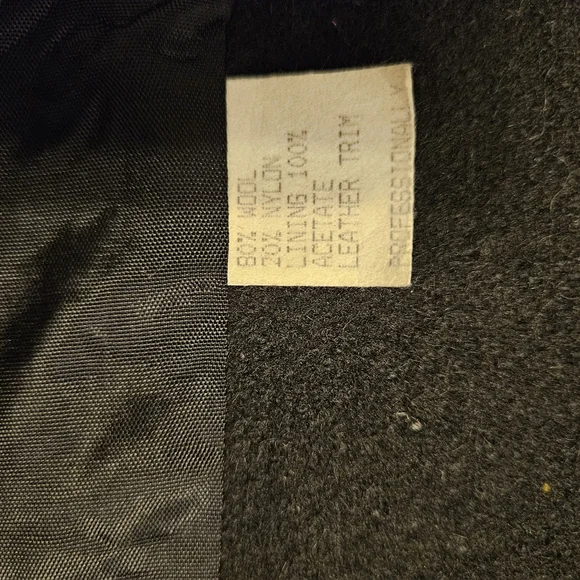 80% WOOL
20% NYLON
LINING 100%
ACETATE
LEATHER TRIM
PROFESSIONALLY